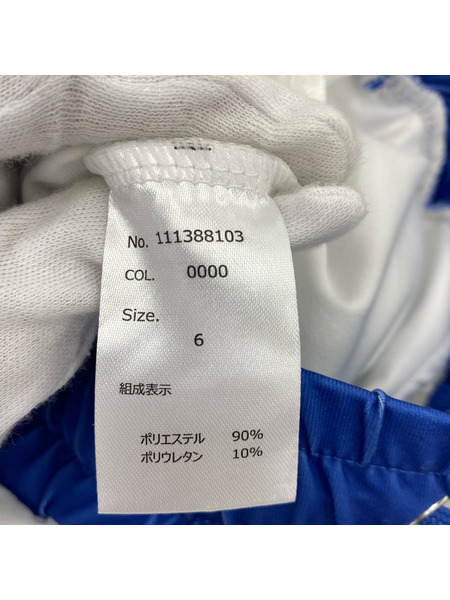 No. 111388103
COL. 0000
Size.
6
組成表示
ポリエステル 90%
ポリウレタン 10%